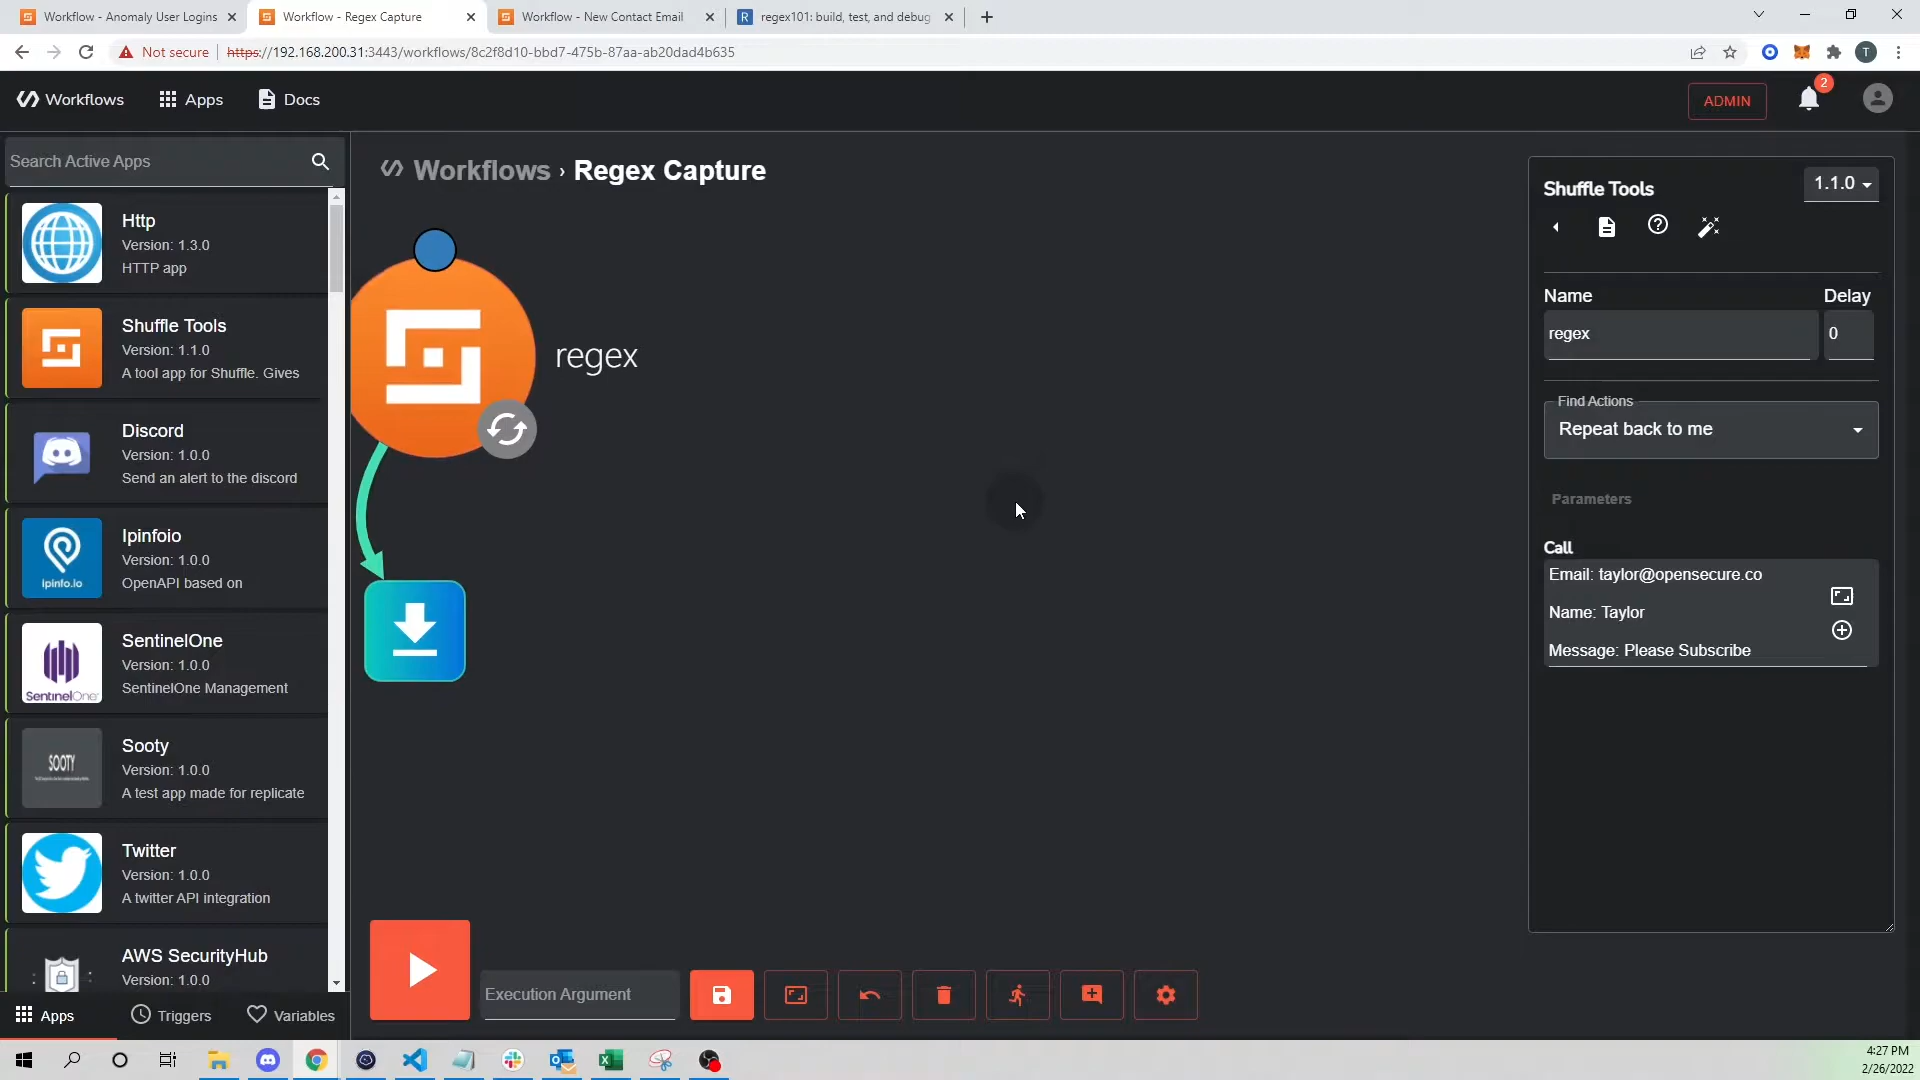 Workflow - Anomaly User Logins
Workflow - Regex Capture
Workflow - New Contact Email
R
regex101: build, test, and debug
Not secure
https://192.168.200.31:3443/workflows/8c2f8d10-bbd7-475b-87aa-ab20dad4b635
T
Workflows
Apps
Docs
ADMIN
2
Search Active Apps
Http
Version: 1.3.0
HTTP app
Shuffle Tools
Version: 1.1.0
A tool app for Shuffle. Gives
Discord
Version: 1.0.0
Send an alert to the discord
ipinfo.io
Ipinfoio
Version: 1.0.0
OpenAPI based on
SentinelOne
SentinelOne
Version: 1.0.0
SentinelOne Management
SOOTY
Sooty
Version: 1.0.0
A test app made for replicate
Twitter
Version: 1.0.0
A twitter API integration
AWS SecurityHub
Version: 1.0.0
Apps
Triggers
Variables
Workflows › Regex Capture
regex
Execution Argument
Shuffle Tools
1.1.0
Name
Delay
regex
0
Find Actions
Repeat back to me
Parameters
Call
Email: taylor@opensecure.co
Name: Taylor
Message: Please Subscribe
4:27 PM
2/26/2022